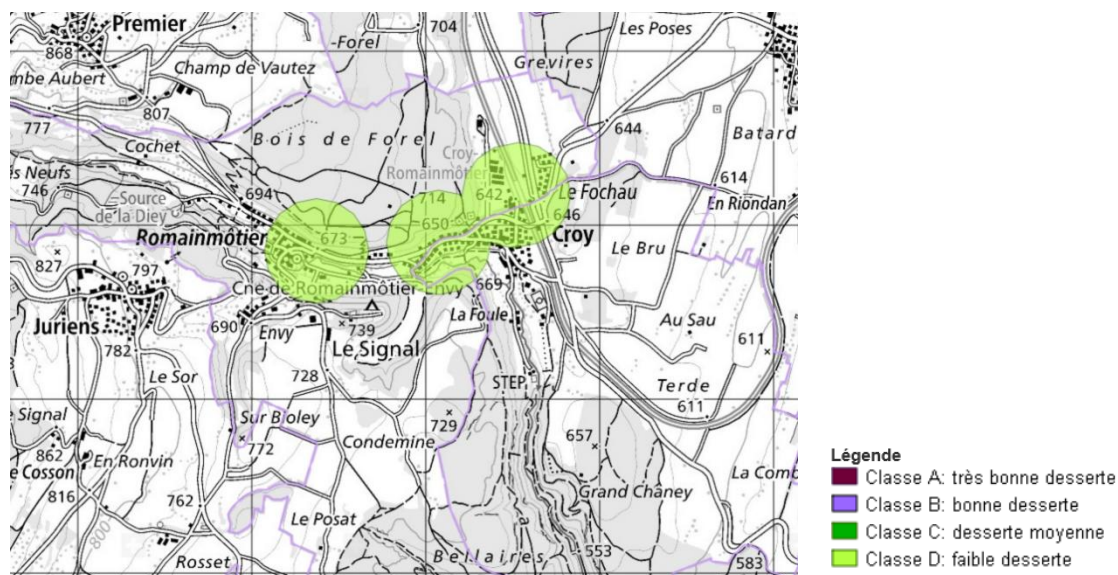 Premier
868
704
-Forel
Les Poses
mbe Aubert
Champ de Vautez
Grevires
807
777
Cochet
Bois de Forel
644
Batard
Croy-
Romainmôtier
es Neufs
746
Source
de la Diey
694
714
642
614
Le Fochau
En Riondan
650
646
Romainmôtier
673
Croy
827
797
Le Bru
Cne de Romainmôtier-Envy
669
Juriens
690
Envy
739
La Foule
Au Sau
611
782
Le Signal
Le Sor
728
STEP
Terde
611
e Signal
Sur Bioley
729
862
772
Condemine
657
e Cosson
En Ronvin
La Comb
816
762
Grand Chaney
800
Le Posat
553
Rosset
Bellaires
583
Légende
Classe A: très bonne desserte
Classe B: bonne desserte
Classe C: desserte moyenne
Classe D: faible desserte